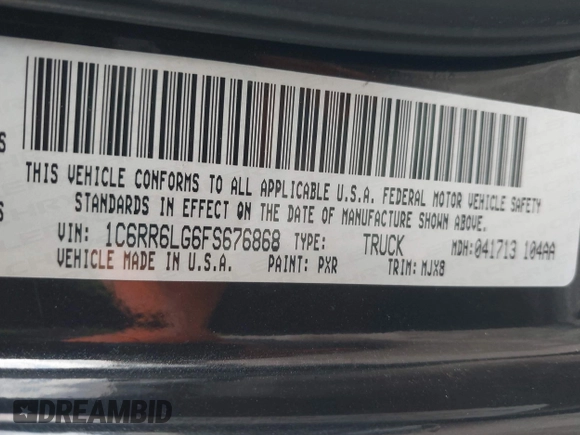 THIS VEHICLE CONFORMS TO ALL APPLICABLE U.S.A. FEDERAL MOTOR VEHICLE SAFETY
STANDARDS IN EFFECT ON THE DATE OF MANUFACTURE SHOWN ABOVE.
VIN: 1C6RR6LG6FS676868 TYPE: TRUCK MDH:041713 104AA
VEHICLE MADE IN U.S.A. PAINT: PXR TRIM: MJX8
DREAMBID